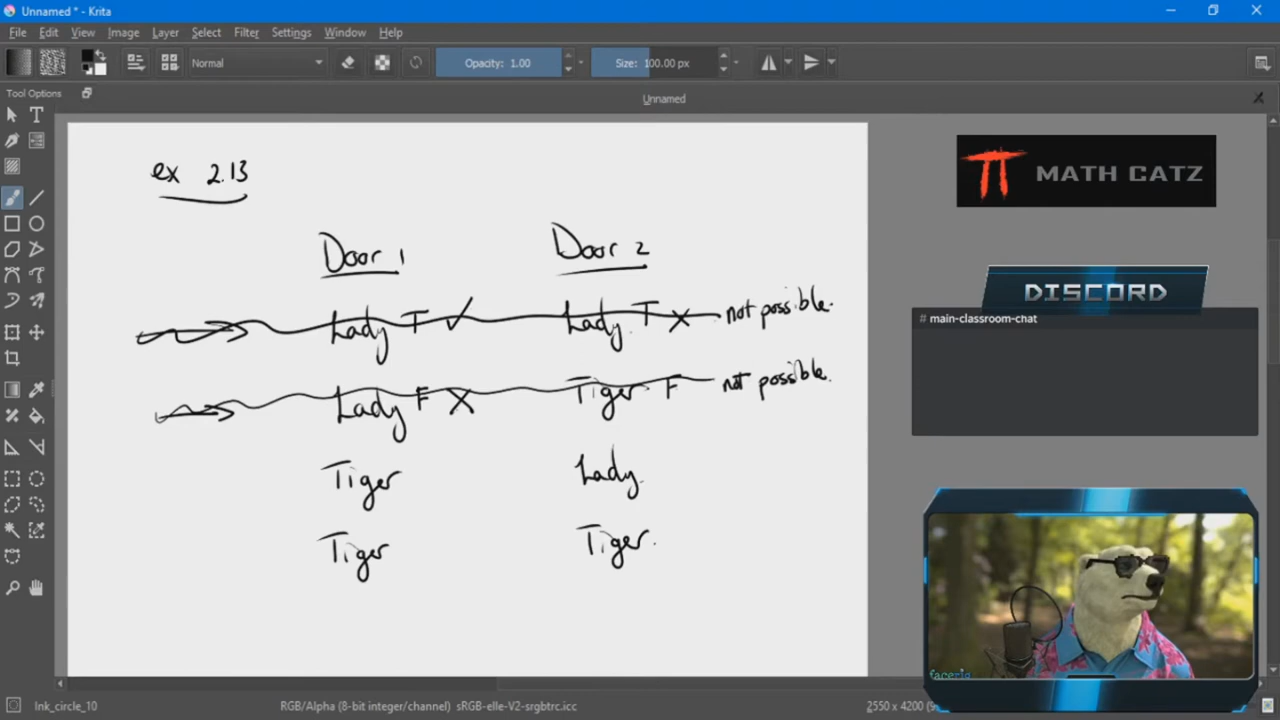 Unnamed * - Krita
File Edit View Image Layer Select Filter Settings Window Help
Normal Opacity: 1.00 Size: 100.00 px
Tool Options
Unnamed
ex 2.13
Door 1 Door 2
Lady T ✓ Lady T X not possible.
Lady F X Tiger F not possible.
Tiger Lady.
Tiger Tiger.
MATH CATZ
DISCORD
# main-classroom-chat
facerig
Ink_circle_10 RGB/Alpha (8-bit integer/channel) sRGB-elle-V2-srgbtrc.icc 2550 x 4200 (9